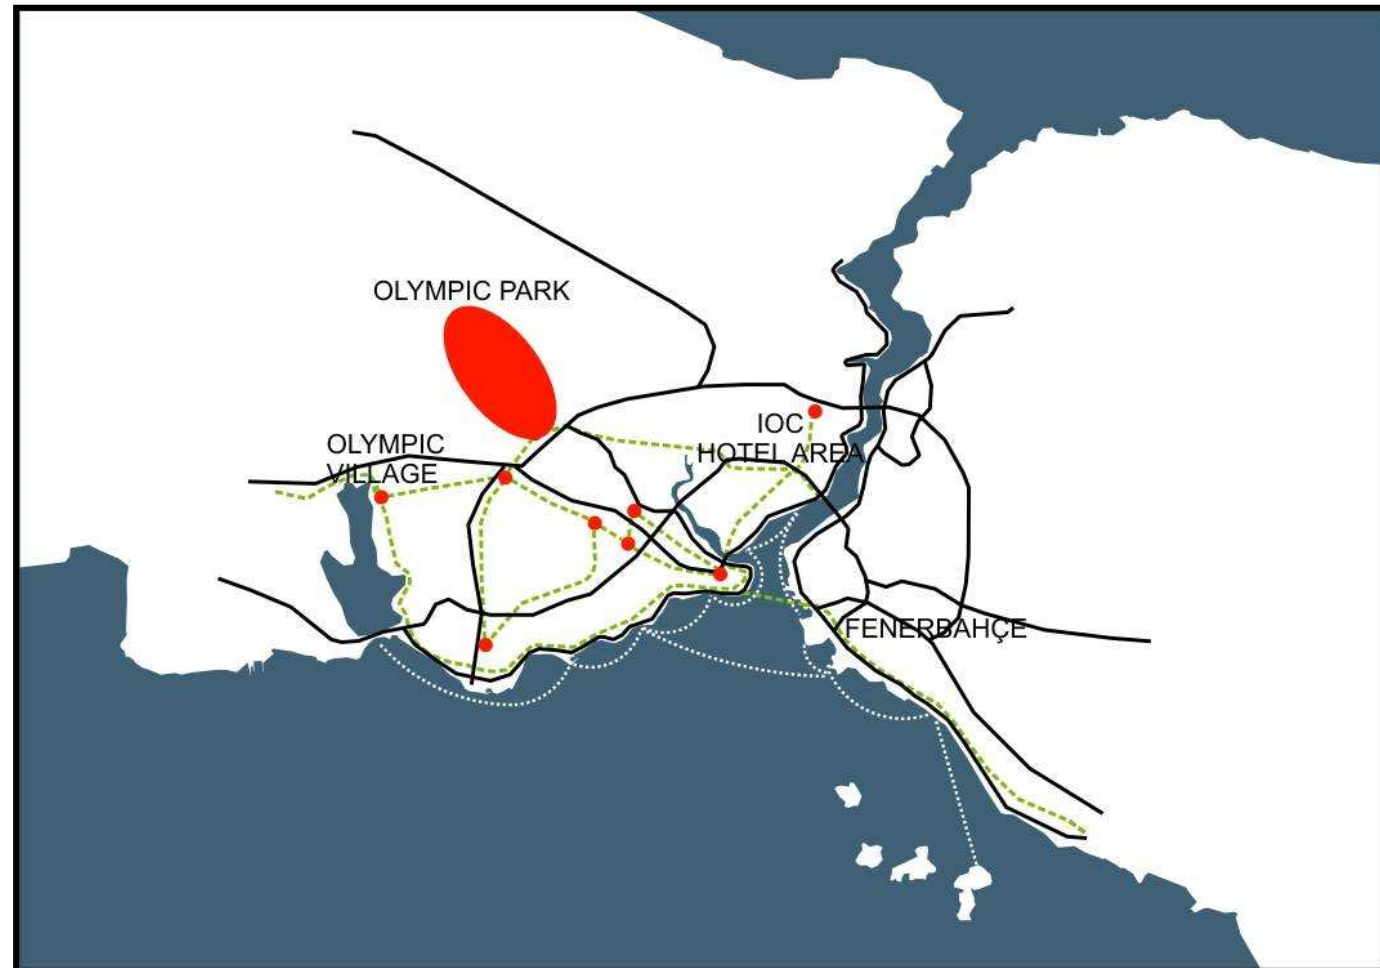 OLYMPIC PARK
IOC
HOTEL AREA
OLYMPIC
VILLAGE
FENERBAHÇE